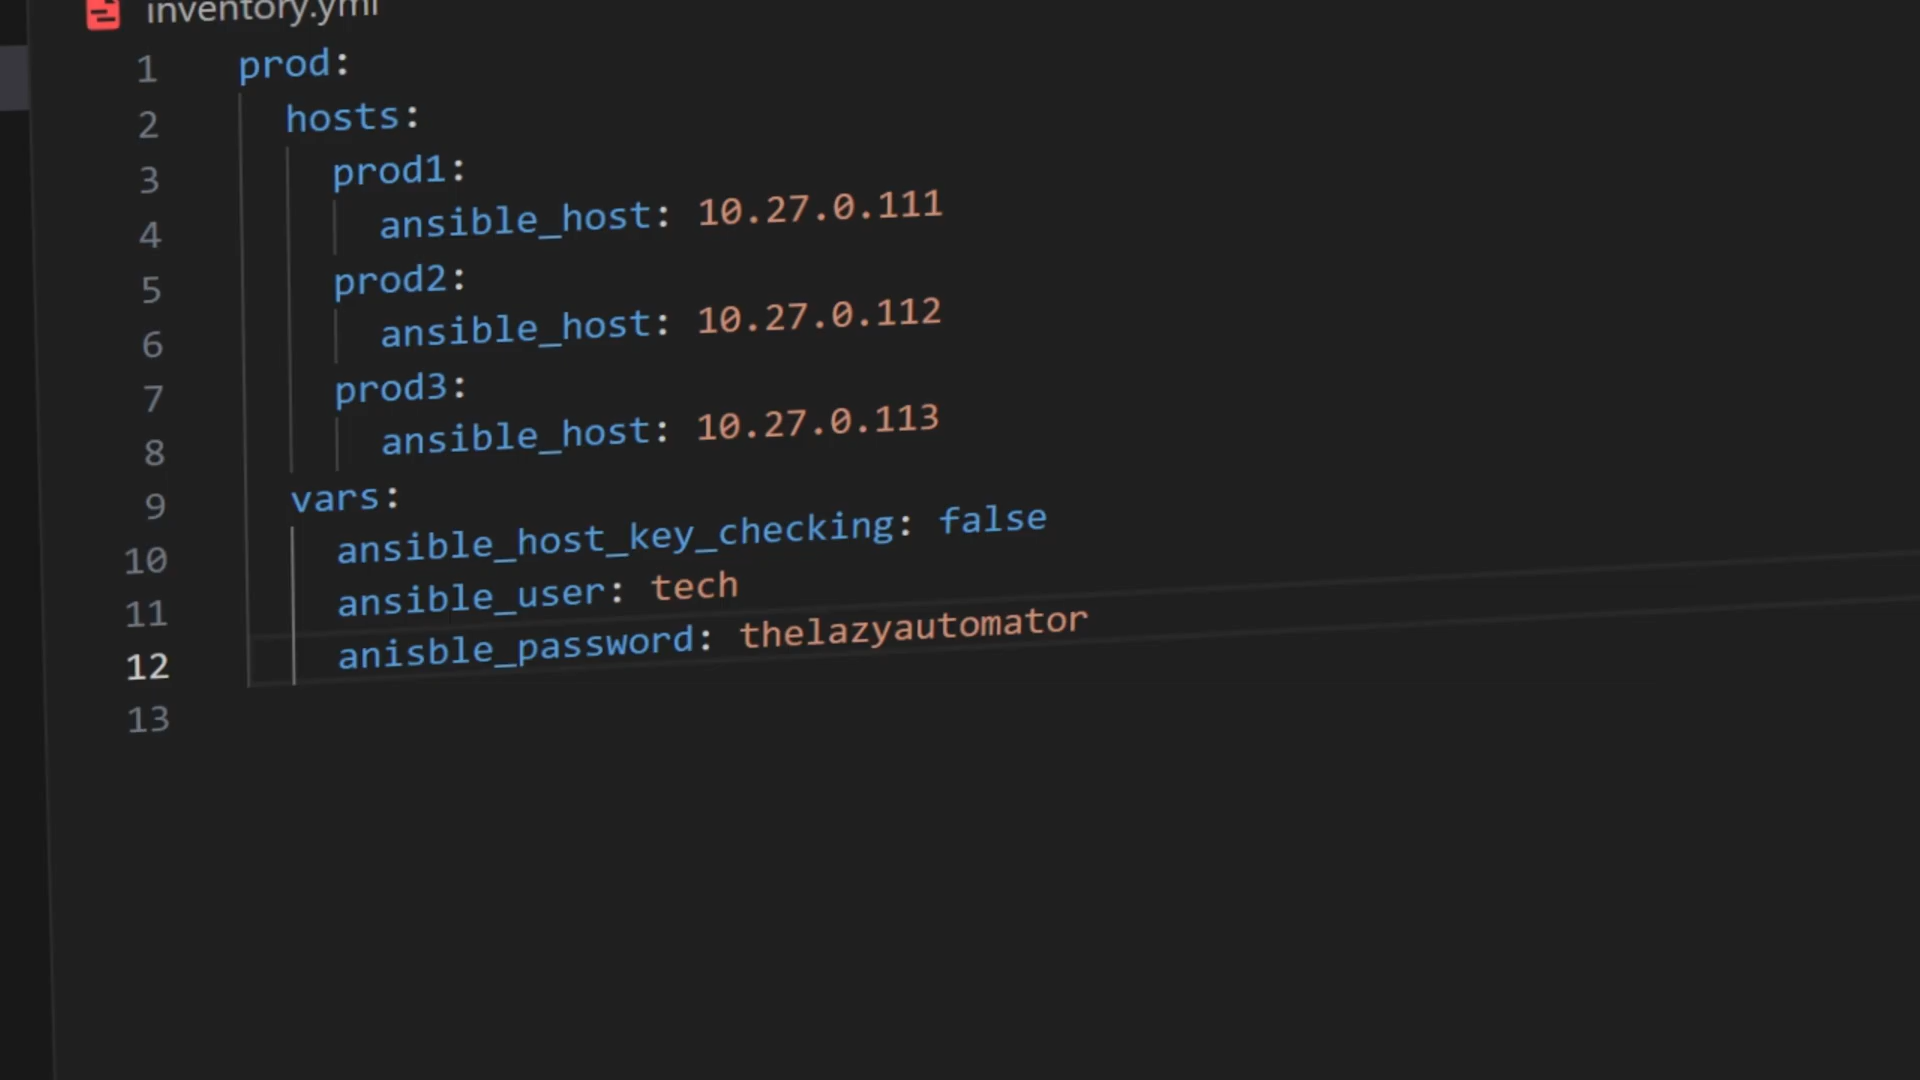 inventory.yml
1 prod:
2 hosts:
3 prod1:
4 ansible_host: 10.27.0.111
5 prod2:
6 ansible_host: 10.27.0.112
7 prod3:
8 ansible_host: 10.27.0.113
9 vars:
10 ansible_host_key_checking: false
11 ansible_user: tech
12 anisble_password: thelazyautomator
13